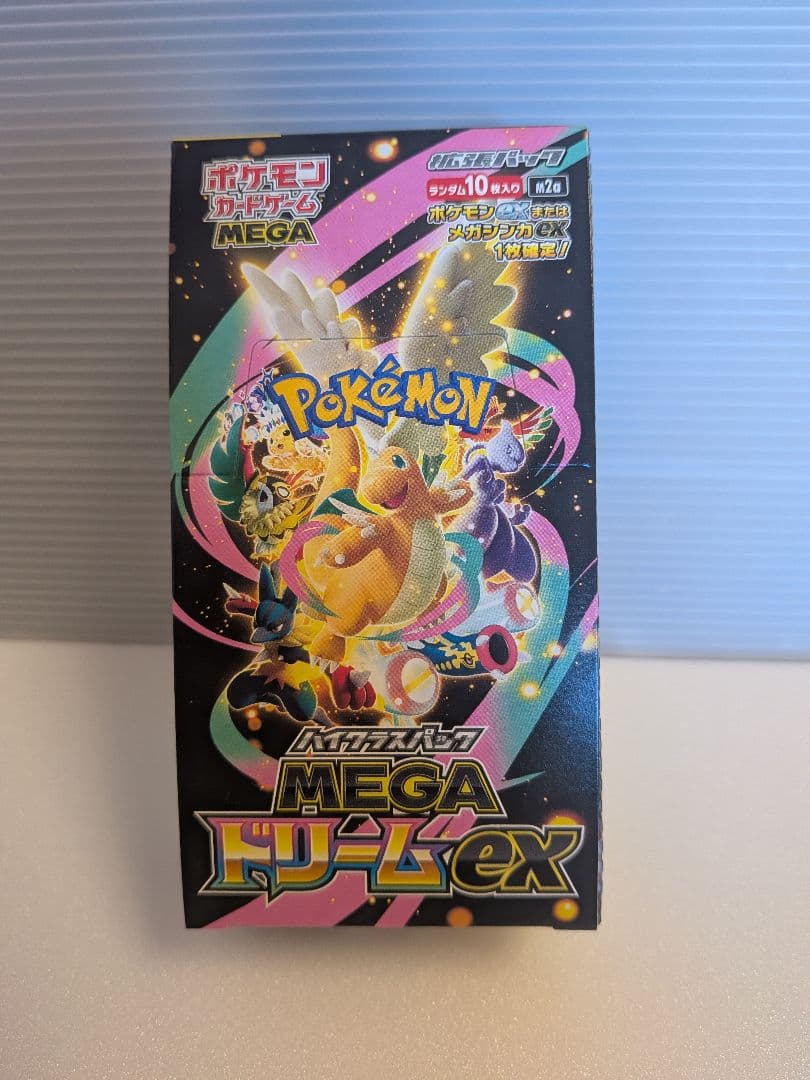 ポケモン
カードゲーム
MEGA
拡張パック
ランダム10枚入り M2a
ポケモンexまたは
メガシンカex
1枚確定!
POKéMON
ハイクラスパック
MEGA
ドリームex